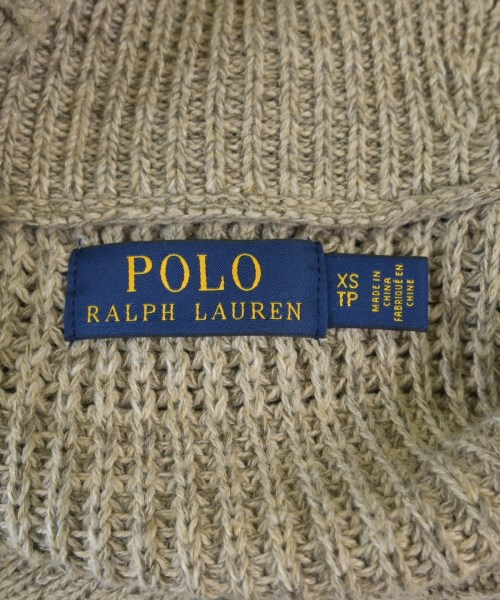 POLO
RALPH LAUREN
XS
TP
MADE IN
CHINA
FABRIQUÉ EN
CHINE